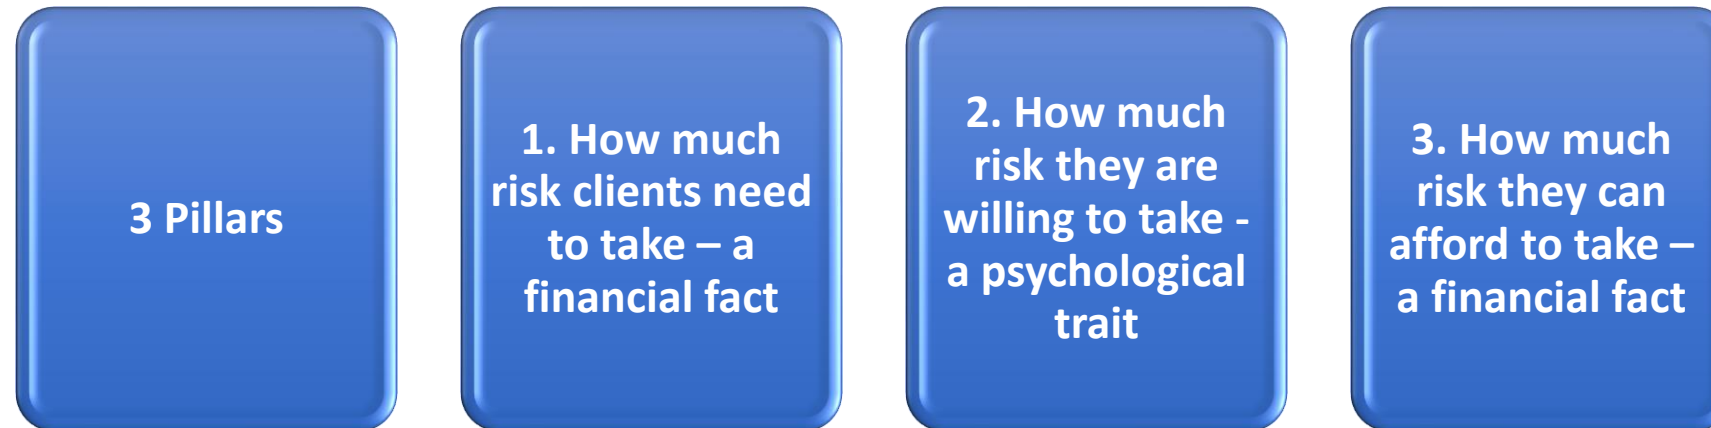 3 Pillars
1. How much
risk clients need
to take – a
financial fact
2. How much
risk they are
willing to take -
a psychological
trait
3. How much
risk they can
afford to take –
a financial fact